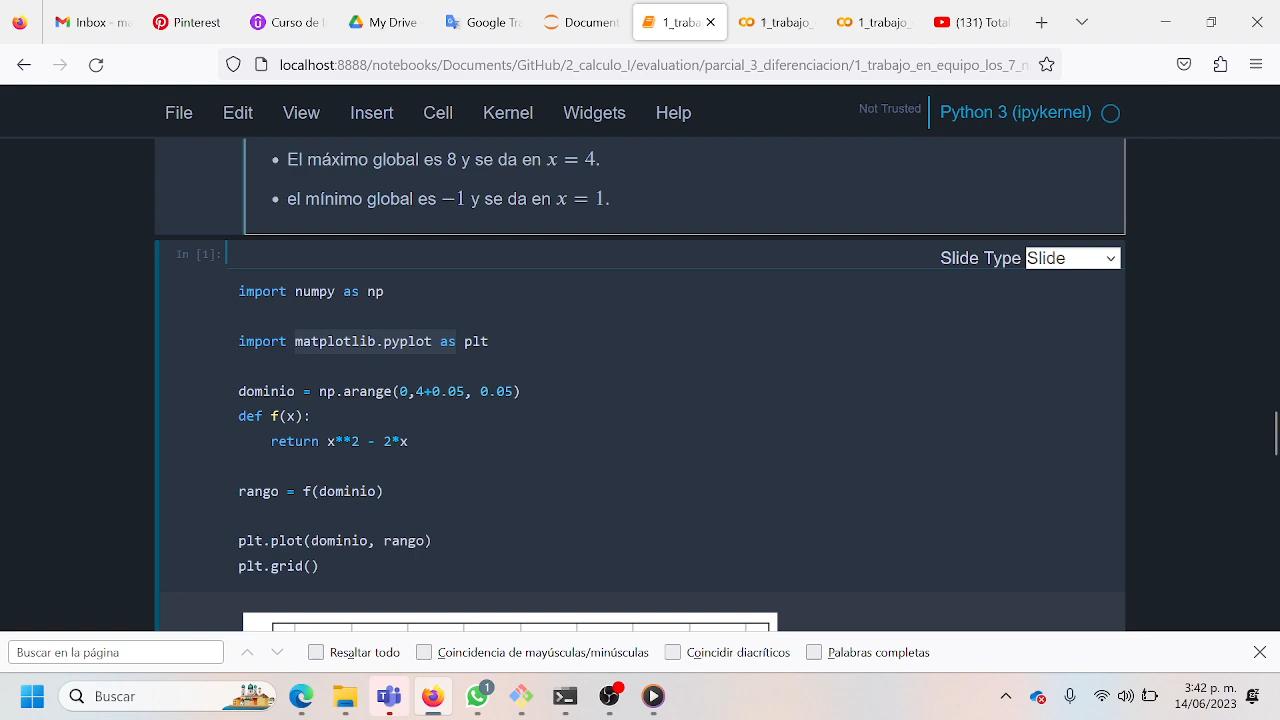 Inbox - ma
Pinterest
Curso de l
My Drive
Google Tra
Document
1_traba
1_trabajo_
1_trabajo_
(131) Total
localhost:8888/notebooks/Documents/GitHub/2_calculo_I/evaluation/parcial_3_diferenciacion/1_trabajo_en_equipo_los_7_n
File
Edit
View
Insert
Cell
Kernel
Widgets
Help
Not Trusted
Python 3 (ipykernel)
El máximo global es 8 y se da en x = 4.
el mínimo global es −1 y se da en x = 1.
In [1]:
Slide Type Slide
import numpy as np
import matplotlib.pyplot as plt
dominio = np.arange(0,4+0.05, 0.05)
def f(x):
    return x**2 - 2*x
rango = f(dominio)
plt.plot(dominio, rango)
plt.grid()
Buscar en la página
Resaltar todo
Coincidencia de mayúsculas/minúsculas
Coincidir diacríticos
Palabras completas
Buscar
1
3:42 p. m.
14/06/2023